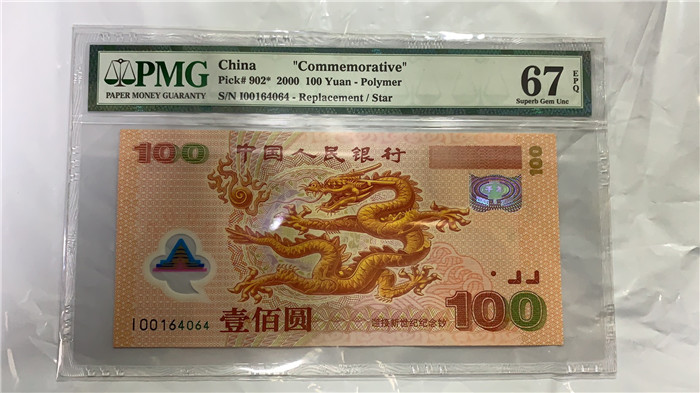 PMG
PAPER MONEY GUARANTY
China "Commemorative"
Pick# 902* 2000 100 Yuan - Polymer
S/N I00164064 - Replacement / Star
67 EPQ
Superb Gem Unc
100 中国人民银行
100
I00164064
壹佰圆
100
迎接新世纪纪念钞